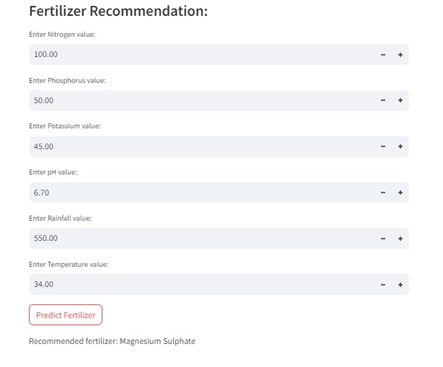 Fertilizer Recommendation:
Enter Nitrogen value:
100.00
Enter Phosphorus value:
50.00
Enter Potassium value:
45.00
Enter pH value:
6.70
Enter Rainfall value:
550.00
Enter Temperature value:
34.00
Predict Fertilizer
Recommended fertilizer: Magnesium Sulphate